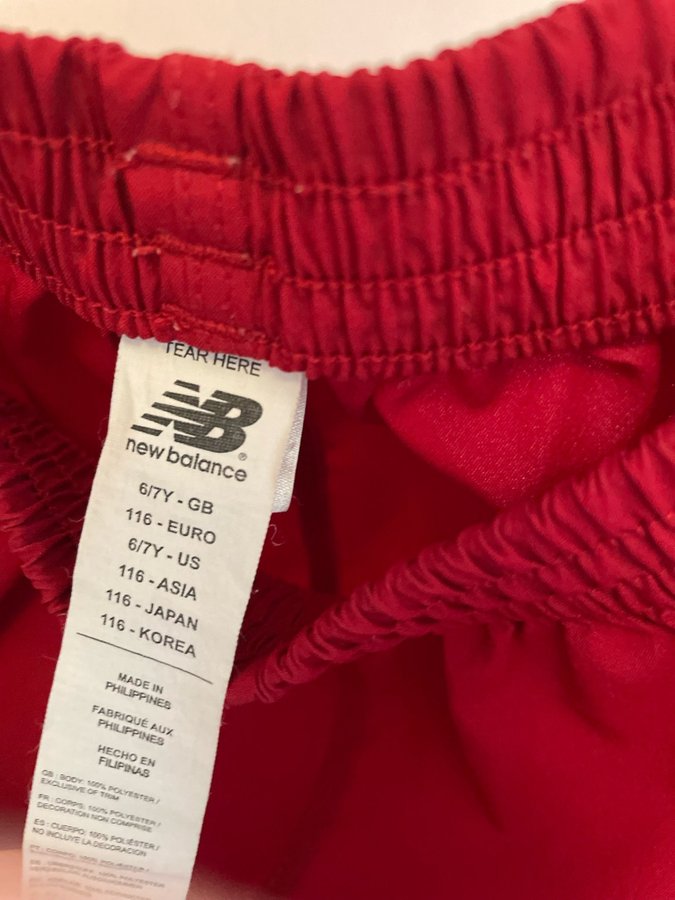 TEAR HERE
NB
new balance®
6/7Y - GB
116 - EURO
6/7Y - US
116 - ASIA
116 - JAPAN
116 - KOREA
MADE IN
PHILIPPINES
FABRIQUÉ AUX
PHILIPPINES
HECHO EN
FILIPINAS
GB : BODY: 100% POLYESTER /
EXCLUSIVE OF TRIM
FR : CORPS: 100% POLYESTER /
DECORATION NON COMPRISE
ES : CUERPO: 100% POLIÉSTER /
NO INCLUYE LA DECORACION